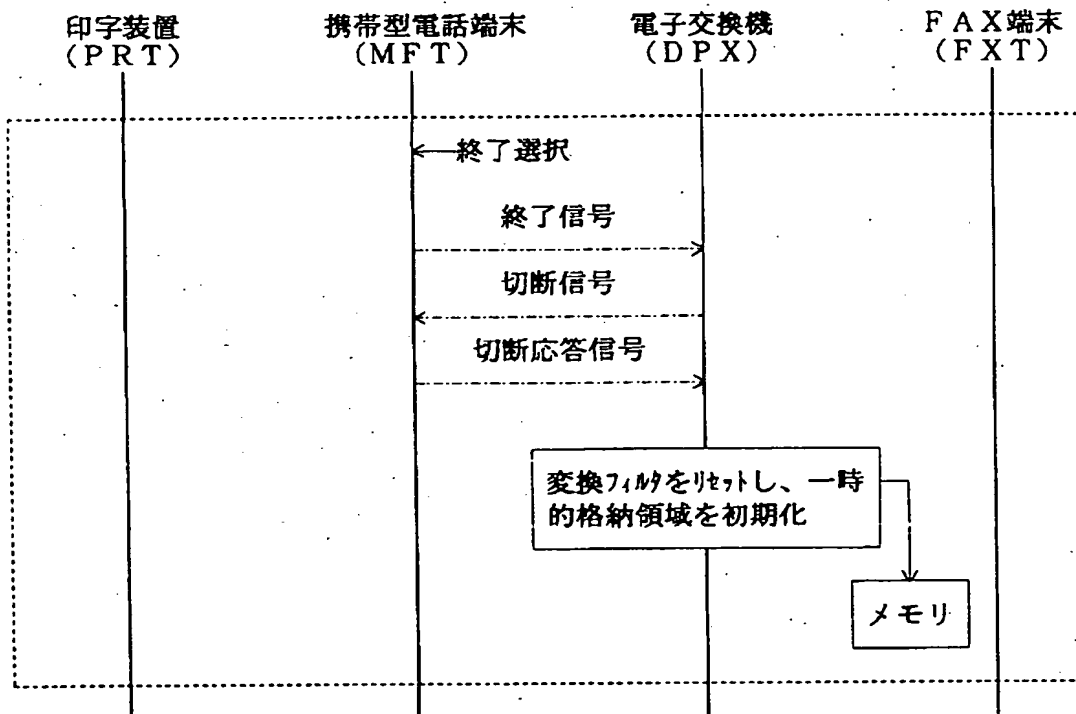 印字装置
(PRT)
携帯型電話端末
(MFT)
電子交換機
(DPX)
FAX端末
(FXT)
終了選択
終了信号
切断信号
切断応答信号
変換フィルタをリセットし、一時
的格納領域を初期化
メモリ